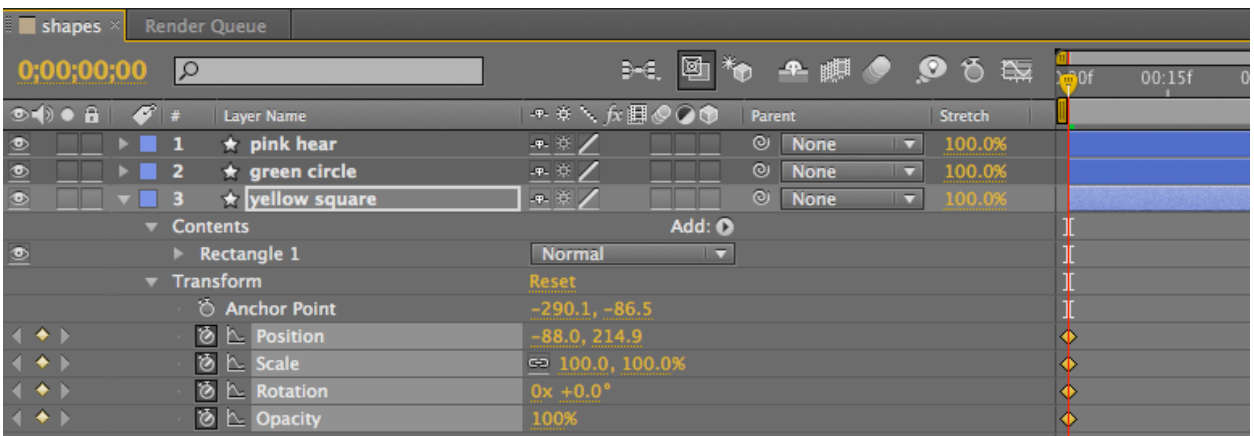 shapes × Render Queue
0;00;00;00
00f 00:15f
# Layer Name fx Parent Stretch
1 pink hear None 100.0%
2 green circle None 100.0%
3 yellow square None 100.0%
Contents Add:
Rectangle 1 Normal
Transform Reset
Anchor Point -290.1, -86.5
Position -88.0, 214.9
Scale 100.0, 100.0%
Rotation 0x +0.0°
Opacity 100%